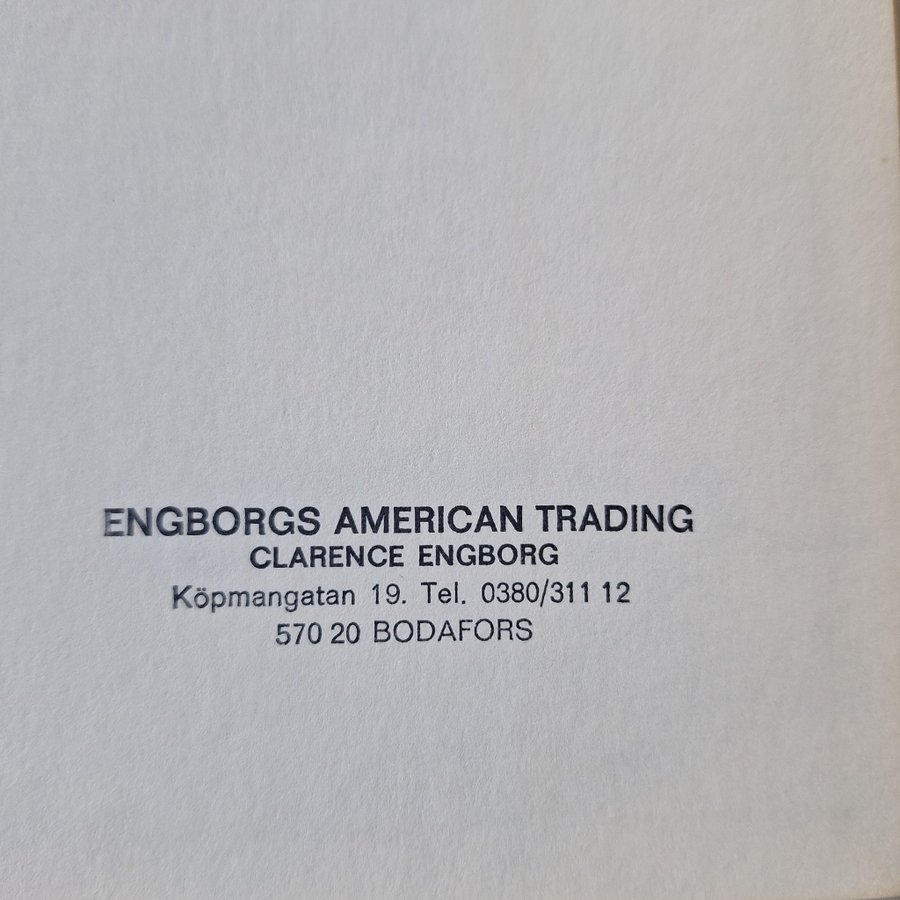 ENGBORGS AMERICAN TRADING
CLARENCE ENGBORG
Köpmangatan 19. Tel. 0380/311 12
570 20 BODAFORS